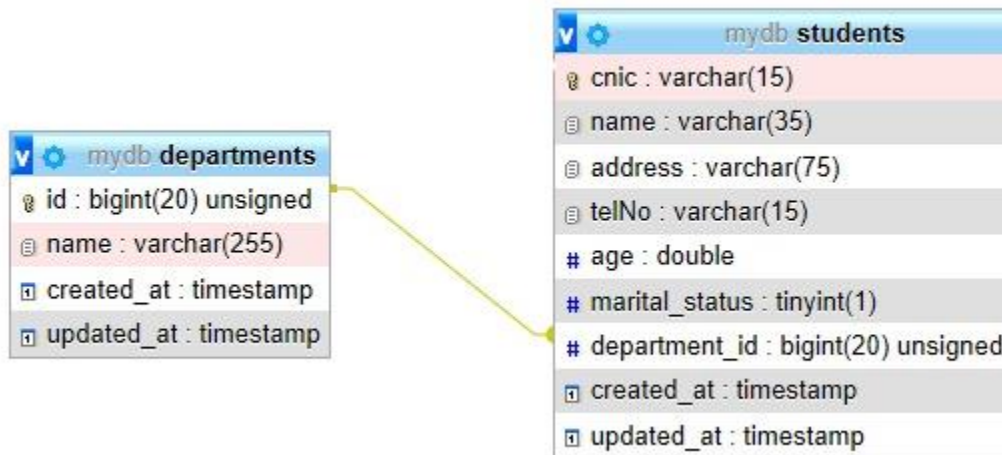 mydb departments
id : bigint(20) unsigned
name : varchar(255)
created_at : timestamp
updated_at : timestamp
mydb students
cnic : varchar(15)
name : varchar(35)
address : varchar(75)
telNo : varchar(15)
# age : double
# marital_status : tinyint(1)
# department_id : bigint(20) unsigned
created_at : timestamp
updated_at : timestamp